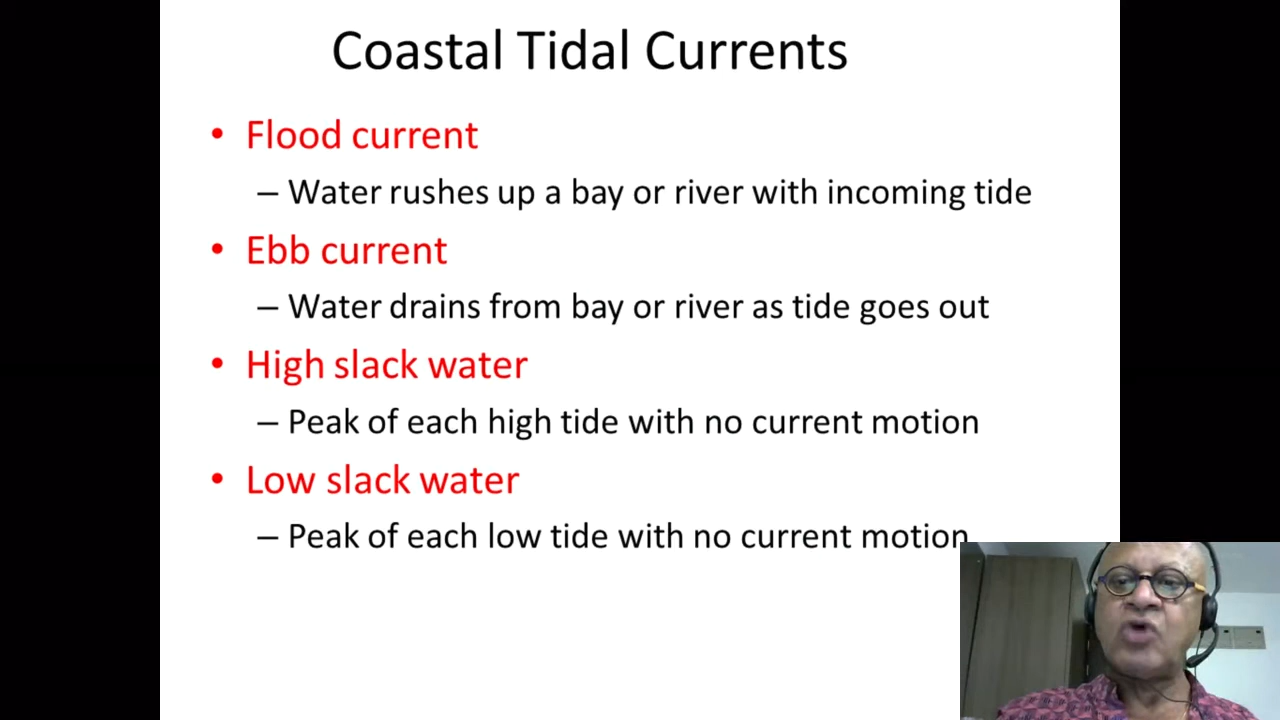 Coastal Tidal Currents
• Flood current
– Water rushes up a bay or river with incoming tide
• Ebb current
– Water drains from bay or river as tide goes out
• High slack water
– Peak of each high tide with no current motion
• Low slack water
– Peak of each low tide with no current motion